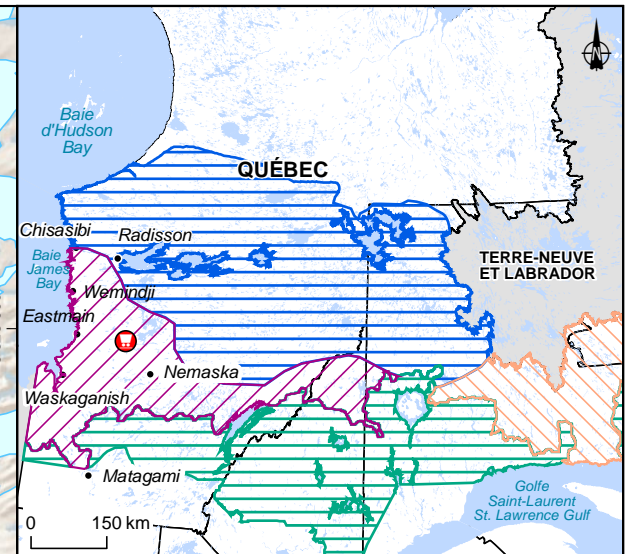 Baie
d'Hudson
Bay
QUÉBEC
Chisasibi
Radisson
Baie
James
Bay
TERRE-NEUVE
ET LABRADOR
Wemindji
Eastmain
Nemaska
Waskaganish
Matagami
Golfe
Saint-Laurent
St. Lawrence Gulf
0 150 km